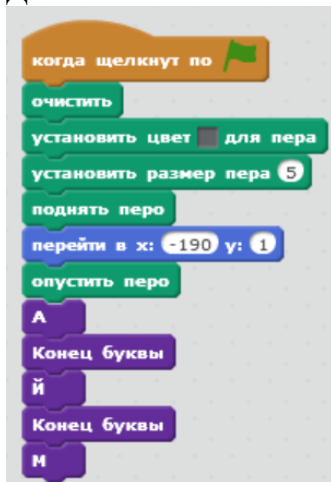 когда щелкнут по
очистить
установить цвет для пера
установить размер пера 5
поднять перо
перейти в x: -190 y: 1
опустить перо
А
Конец буквы
Й
Конец буквы
М